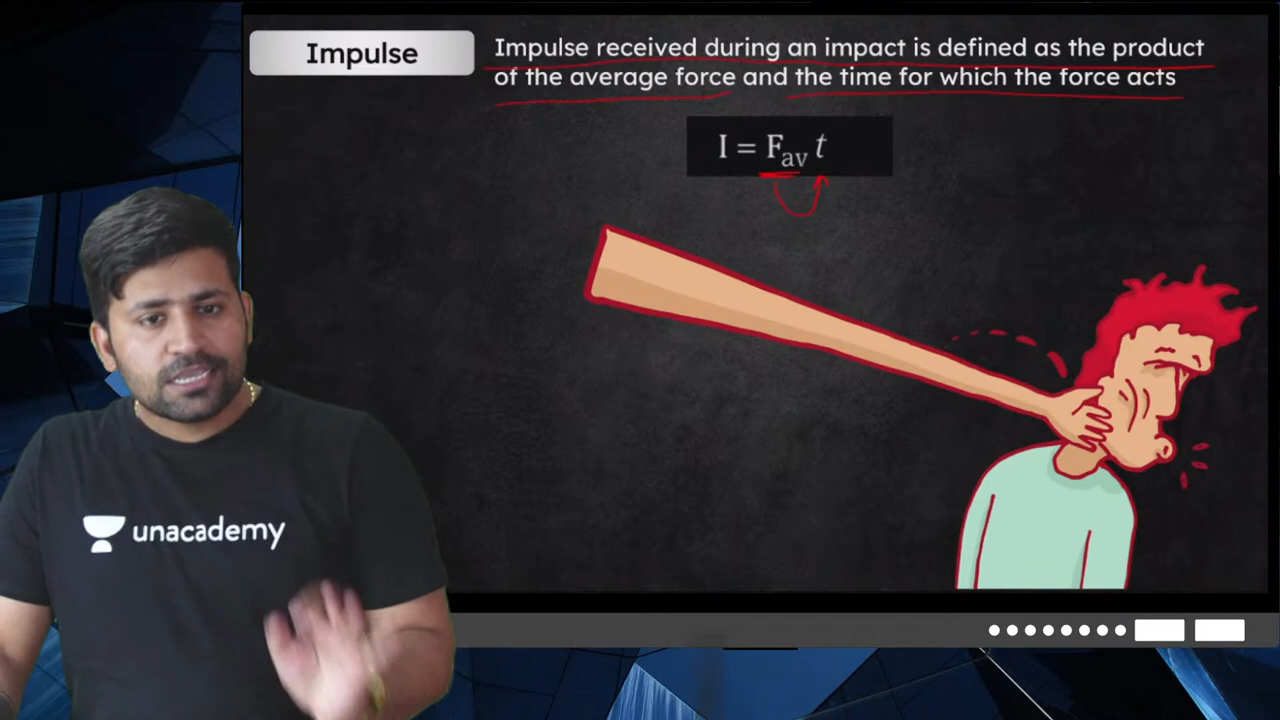 Impulse
Impulse received during an impact is defined as the product
of the average force and the time for which the force acts
I = F_av t
unacademy